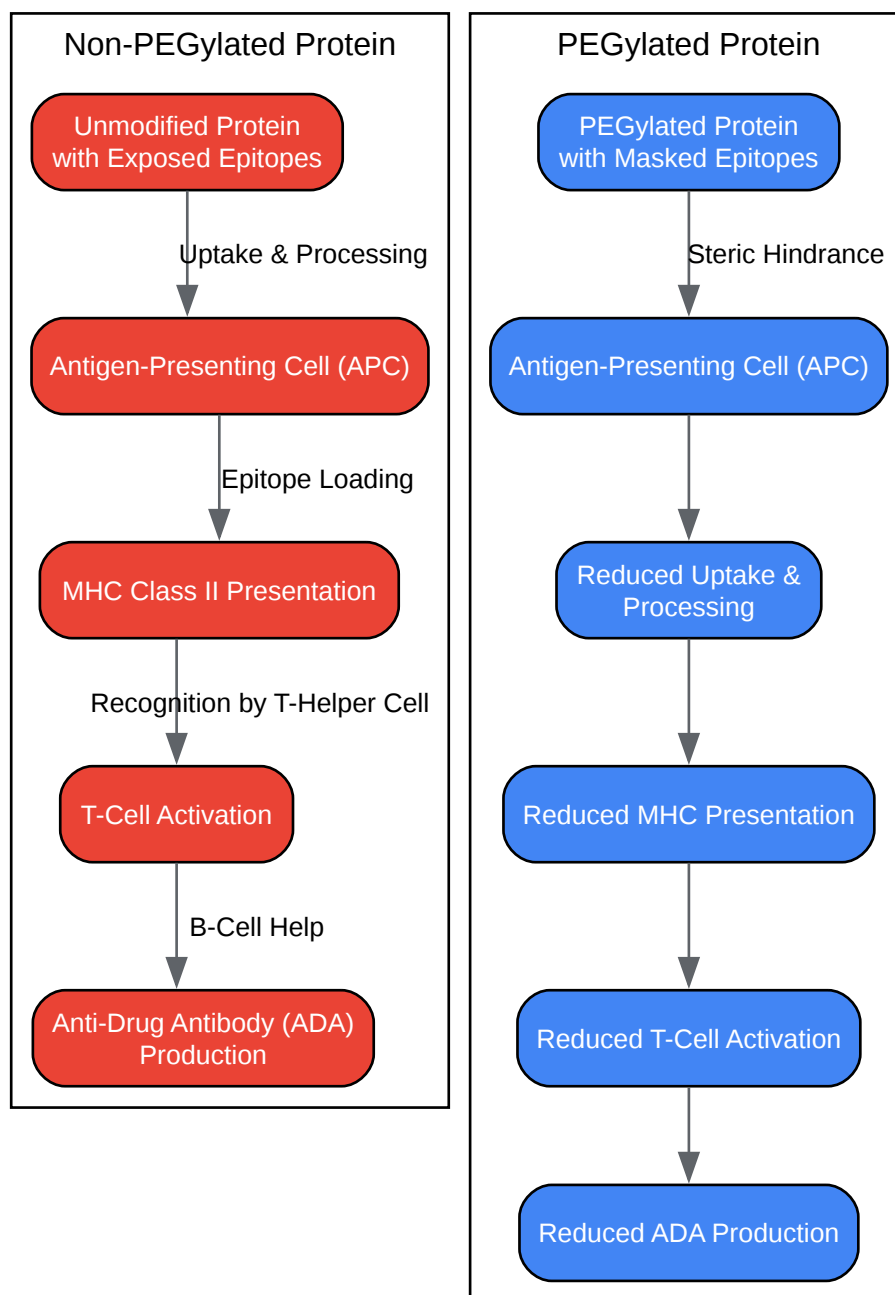 Non-PEGylated Protein
Unmodified Protein
with Exposed Epitopes
Uptake & Processing
Antigen-Presenting Cell (APC)
Epitope Loading
MHC Class II Presentation
Recognition by T-Helper Cell
T-Cell Activation
B-Cell Help
Anti-Drug Antibody (ADA)
Production
PEGylated Protein
PEGylated Protein
with Masked Epitopes
Steric Hindrance
Antigen-Presenting Cell (APC)
Reduced Uptake &
Processing
Reduced MHC Presentation
Reduced T-Cell Activation
Reduced ADA Production